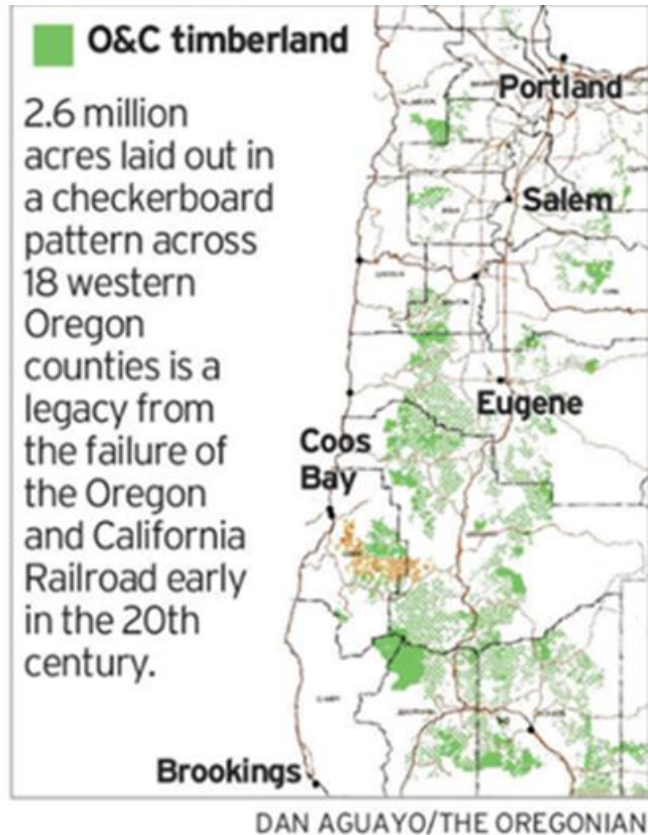 O&C timberland
2.6 million
acres laid out in
a checkerboard
pattern across
18 western
Oregon
counties is a
legacy from
the failure of
the Oregon
and California
Railroad early
in the 20th
century.
Portland
Salem
Eugene
Coos
Bay
Brookings
DAN AGUAYO/THE OREGONIAN